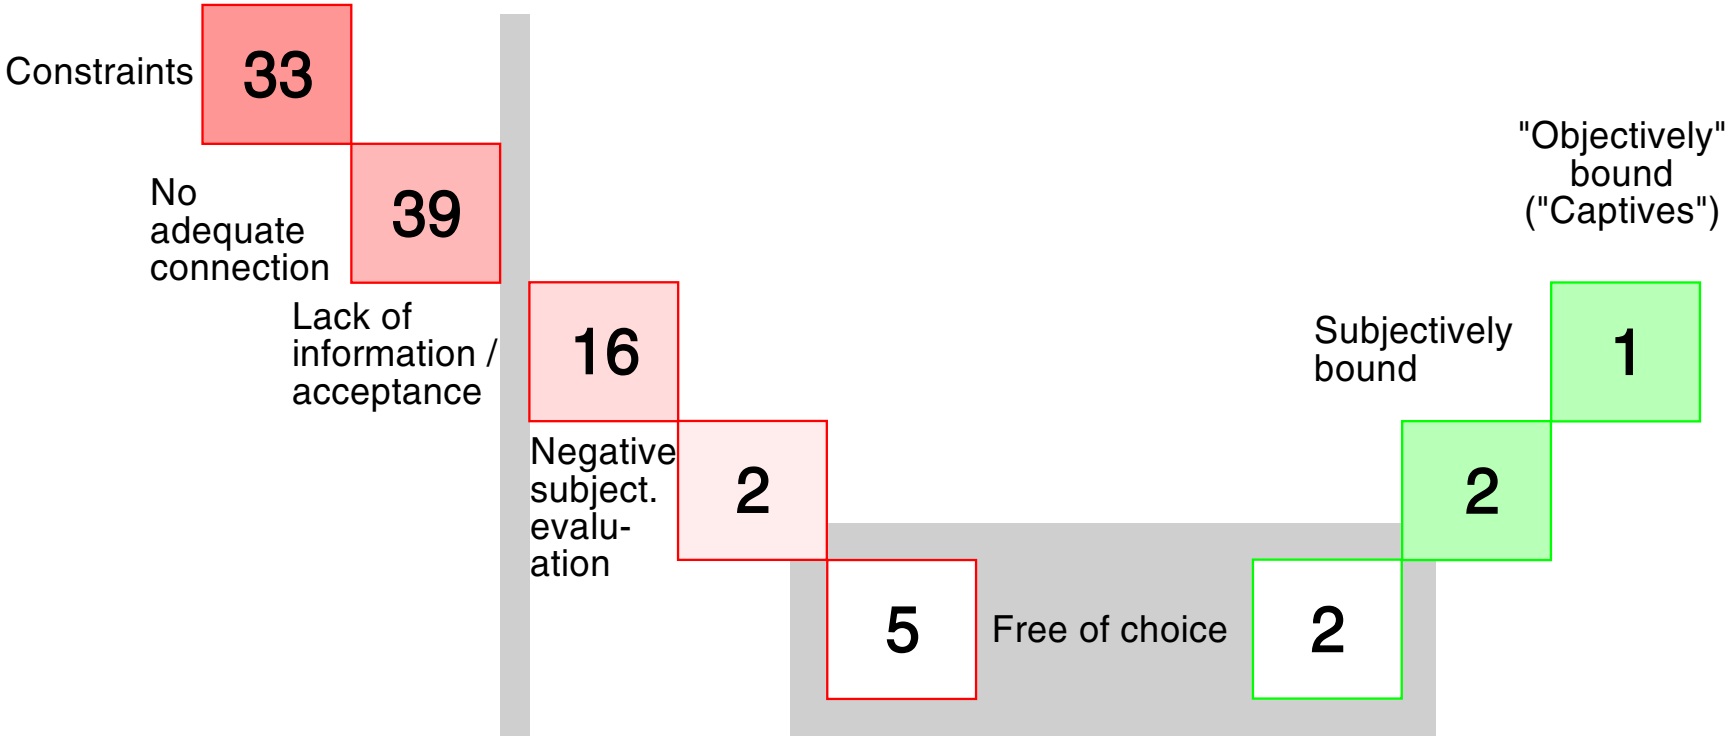 Constraints
33
No
adequate
connection
39
Lack of
information /
acceptance
16
Negative
subject.
evalu-
ation
2
5
Free of choice
2
2
Subjectively
bound
1
"Objectively"
bound
("Captives")